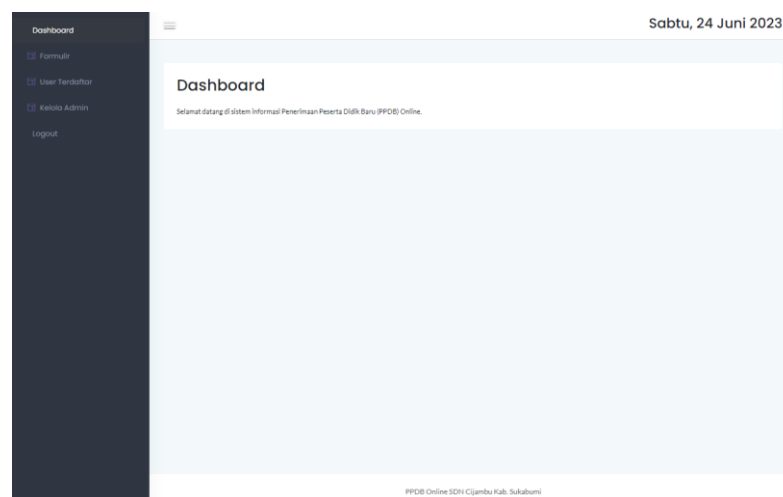 Dashboard
Sabtu, 24 Juni 2023
Formulir
User Terdaftar
Kelola Admin
Logout
Dashboard
Selamat datang di sistem informasi Penerimaan Peserta Didik Baru (PPDB) Online.
PPDB Online SDN Cijambu Kab. Sukabumi